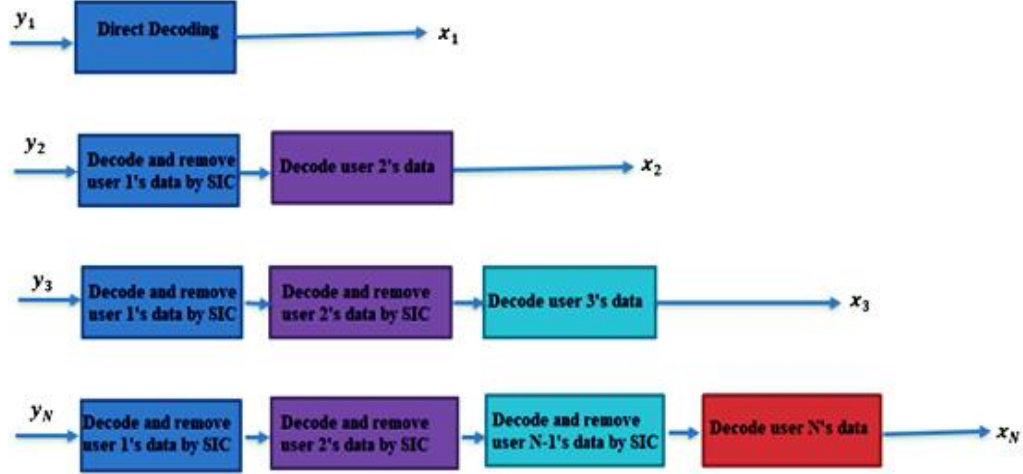 y₁
Direct Decoding
x₁
y₂
Decode and remove
user 1's data by SIC
Decode user 2's data
x₂
y₃
Decode and remove
user 1's data by SIC
Decode and remove
user 2's data by SIC
Decode user 3's data
x₃
y_N
Decode and remove
user 1's data by SIC
Decode and remove
user 2's data by SIC
Decode and remove
user N-1's data by SIC
Decode user N's data
x_N